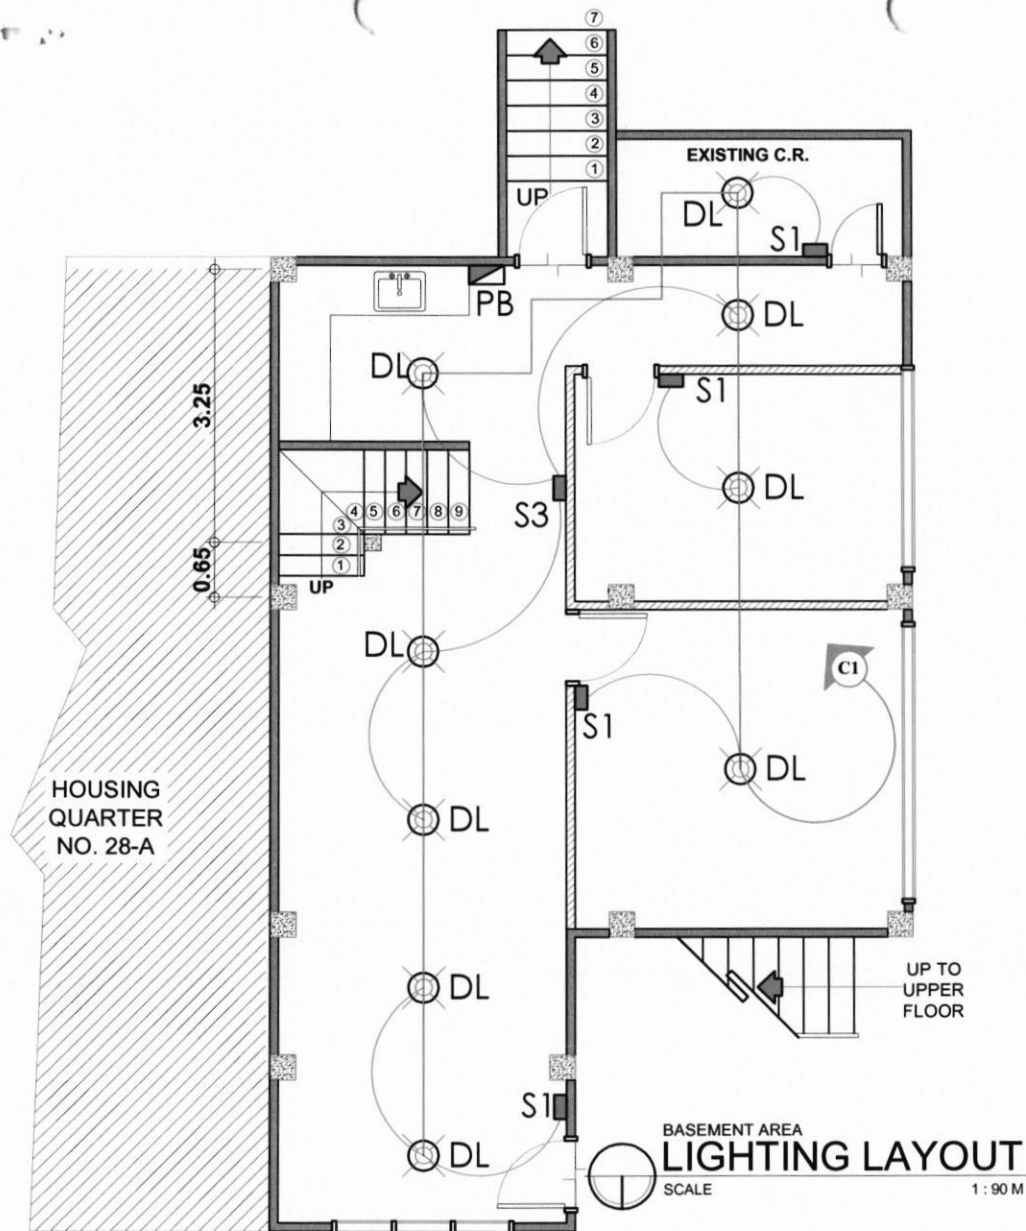 ⑦
⑥
⑤
④
③
②
①
UP
EXISTING C.R.
DL
S1
PB
DL
DL
S1
3.25
DL
S3
④ ⑤ ⑥ ⑦ ⑧ ⑨
③
②
①
UP
0.65
DL
C1
S1
DL
HOUSING
QUARTER
NO. 28-A
DL
DL
UP TO
UPPER
FLOOR
S1
DL
BASEMENT AREA
LIGHTING LAYOUT
SCALE 1 : 90 M